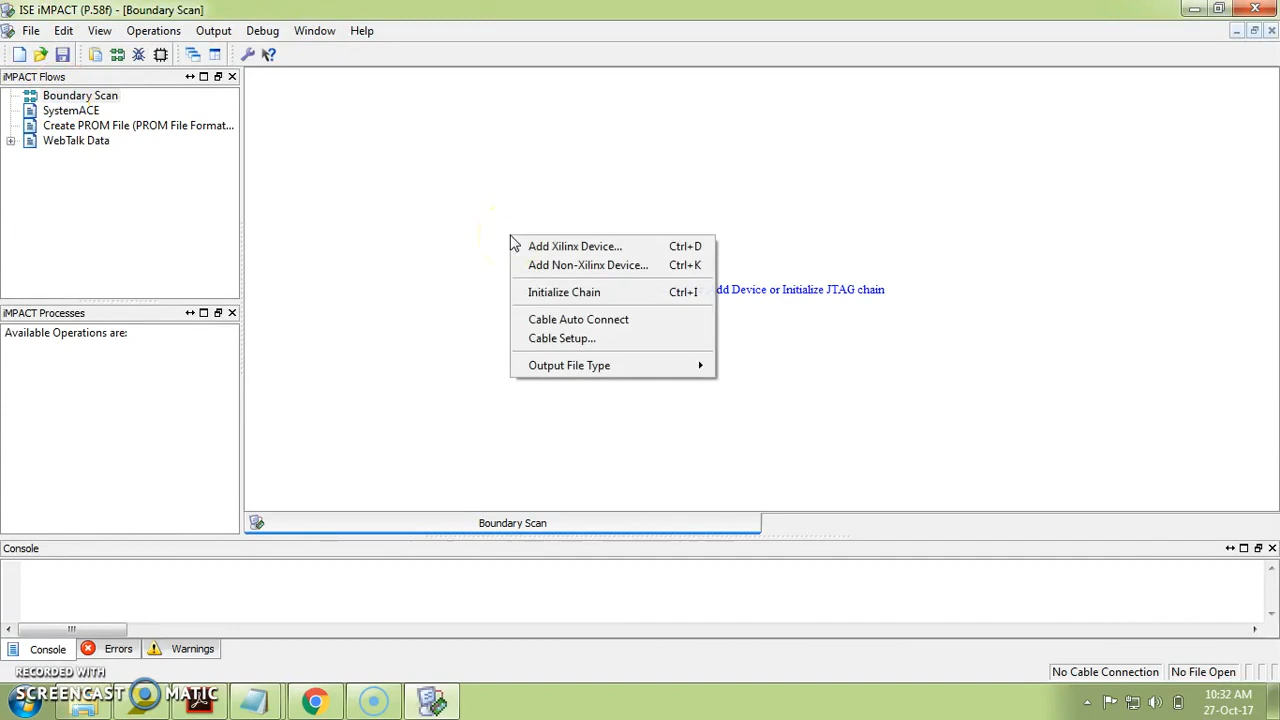 ISE iMPACT (P.58f) - [Boundary Scan]
File Edit View Operations Output Debug Window Help
iMPACT Flows
Boundary Scan
SystemACE
Create PROM File (PROM File Format...
WebTalk Data
Add Xilinx Device... Ctrl+D
Add Non-Xilinx Device... Ctrl+K
Initialize Chain Ctrl+I
dd Device or Initialize JTAG chain
Cable Auto Connect
Cable Setup...
Output File Type
iMPACT Processes
Available Operations are:
Boundary Scan
Console
Console Errors Warnings
No Cable Connection No File Open
RECORDED WITH
SCREENCAST MATIC
10:32 AM
27-Oct-17